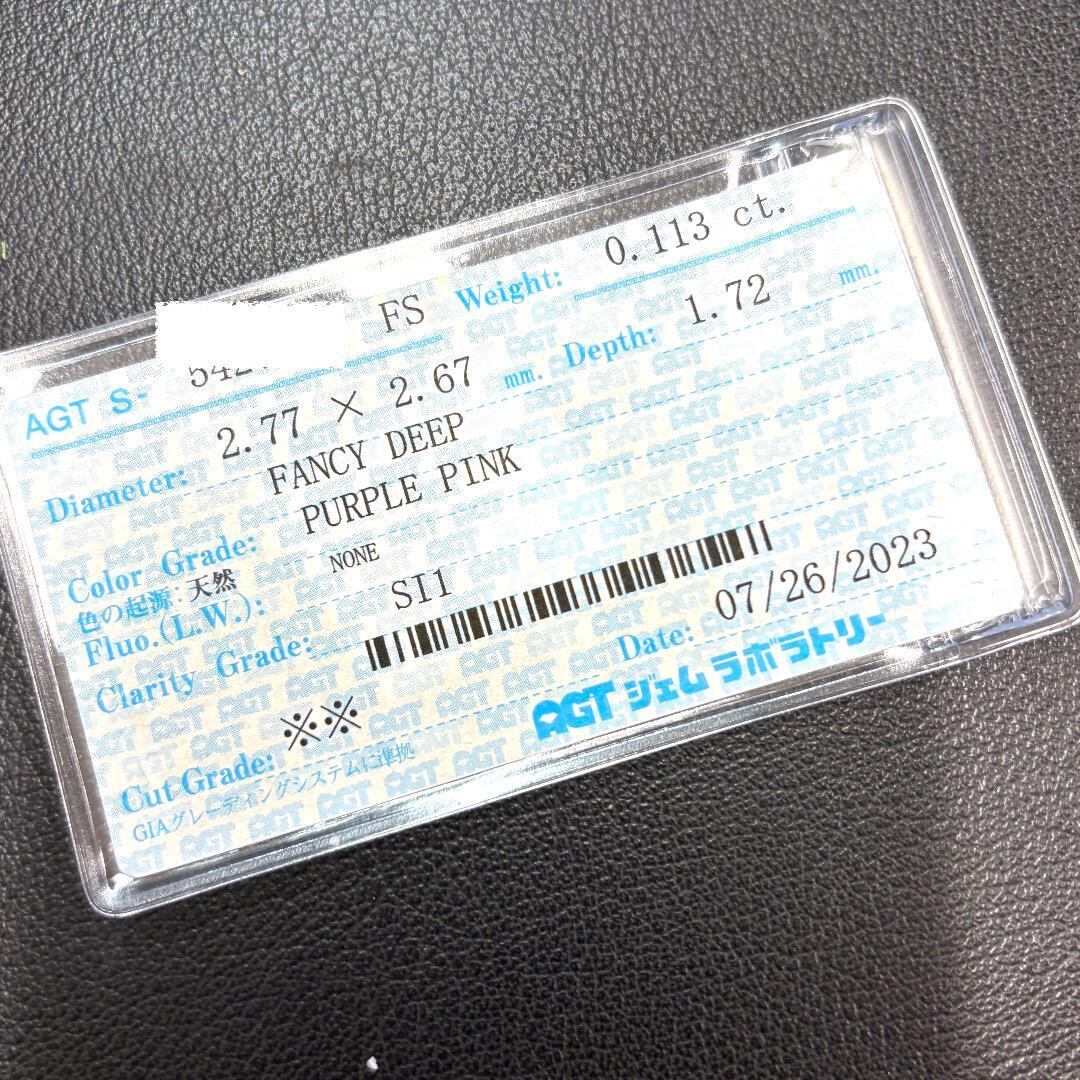 AGT S- FS Weight: 0.113 ct.
Diameter: 2.77 × 2.67 mm. Depth: 1.72 mm.
Color Grade: FANCY DEEP
PURPLE PINK
色の起源:天然
Fluo.(L.W.): NONE
Clarity Grade: SI1
Cut Grade: ※※ Date: 07/26/2023
GIAグレーディングシステムに準拠
AGT ジェムラボラトリー